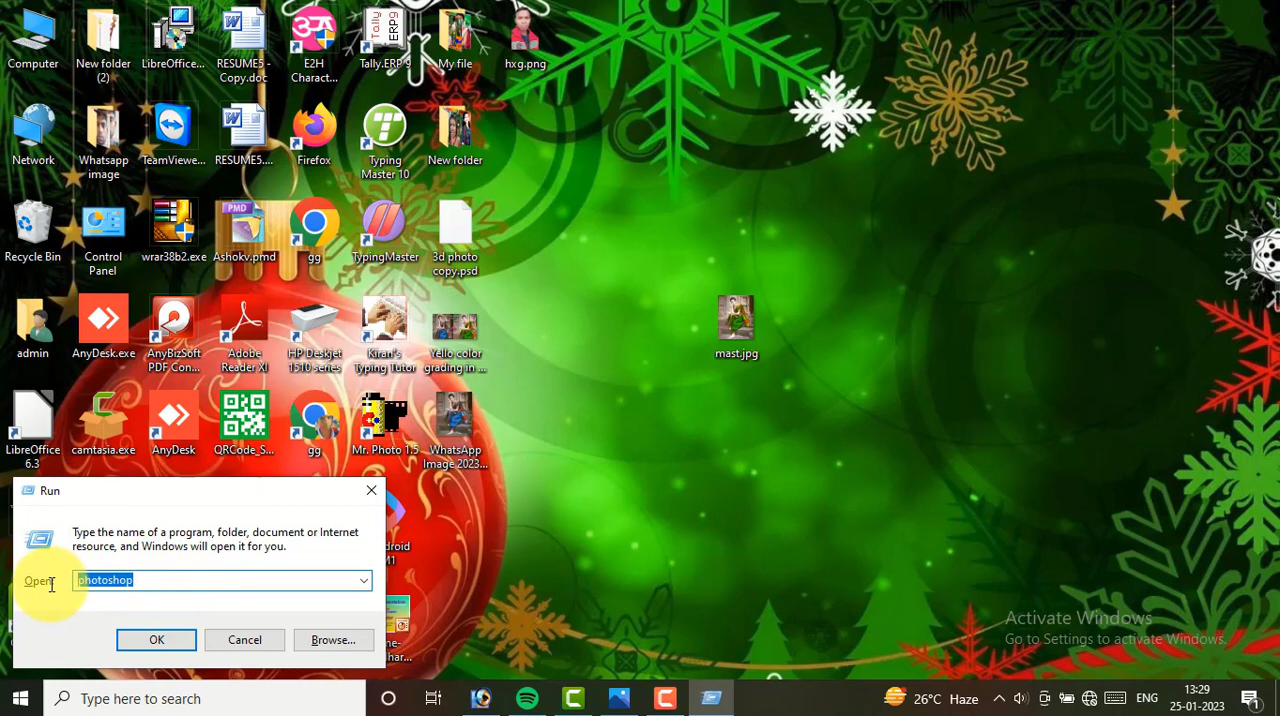 Computer
New folder
(2)
LibreOffice...
RESUME5 -
Copy.doc
अ
E2H
Charact...
Tally
ERP9
Tally.ERP 9
My file
hxg.png
Network
Whatsapp
image
TeamViewe...
RESUME5....
Firefox
Typing
Master 10
New folder
Recycle Bin
Control
Panel
wrar38b2.exe
PMD
Ashokv.pmd
gg
TypingMaster
3d photo
copy.psd
admin
AnyDesk.exe
AnyBizSoft
PDF Con...
Adobe
Reader XI
HP Deskjet
1510 series
Kiran's
Typing Tutor
Yello color
grading in ...
mast.jpg
LibreOffice
6.3
camtasia.exe
AnyDesk
QRCode_S...
gg
Mr. Photo 1.5
WhatsApp
Image 2023...
Run
Type the name of a program, folder, document or Internet
resource, and Windows will open it for you.
Open:
photoshop
OK
Cancel
Browse...
Activate Windows
Go to Settings to activate Windows.
Type here to search
26°C Haze
ENG
13:29
25-01-2023
1